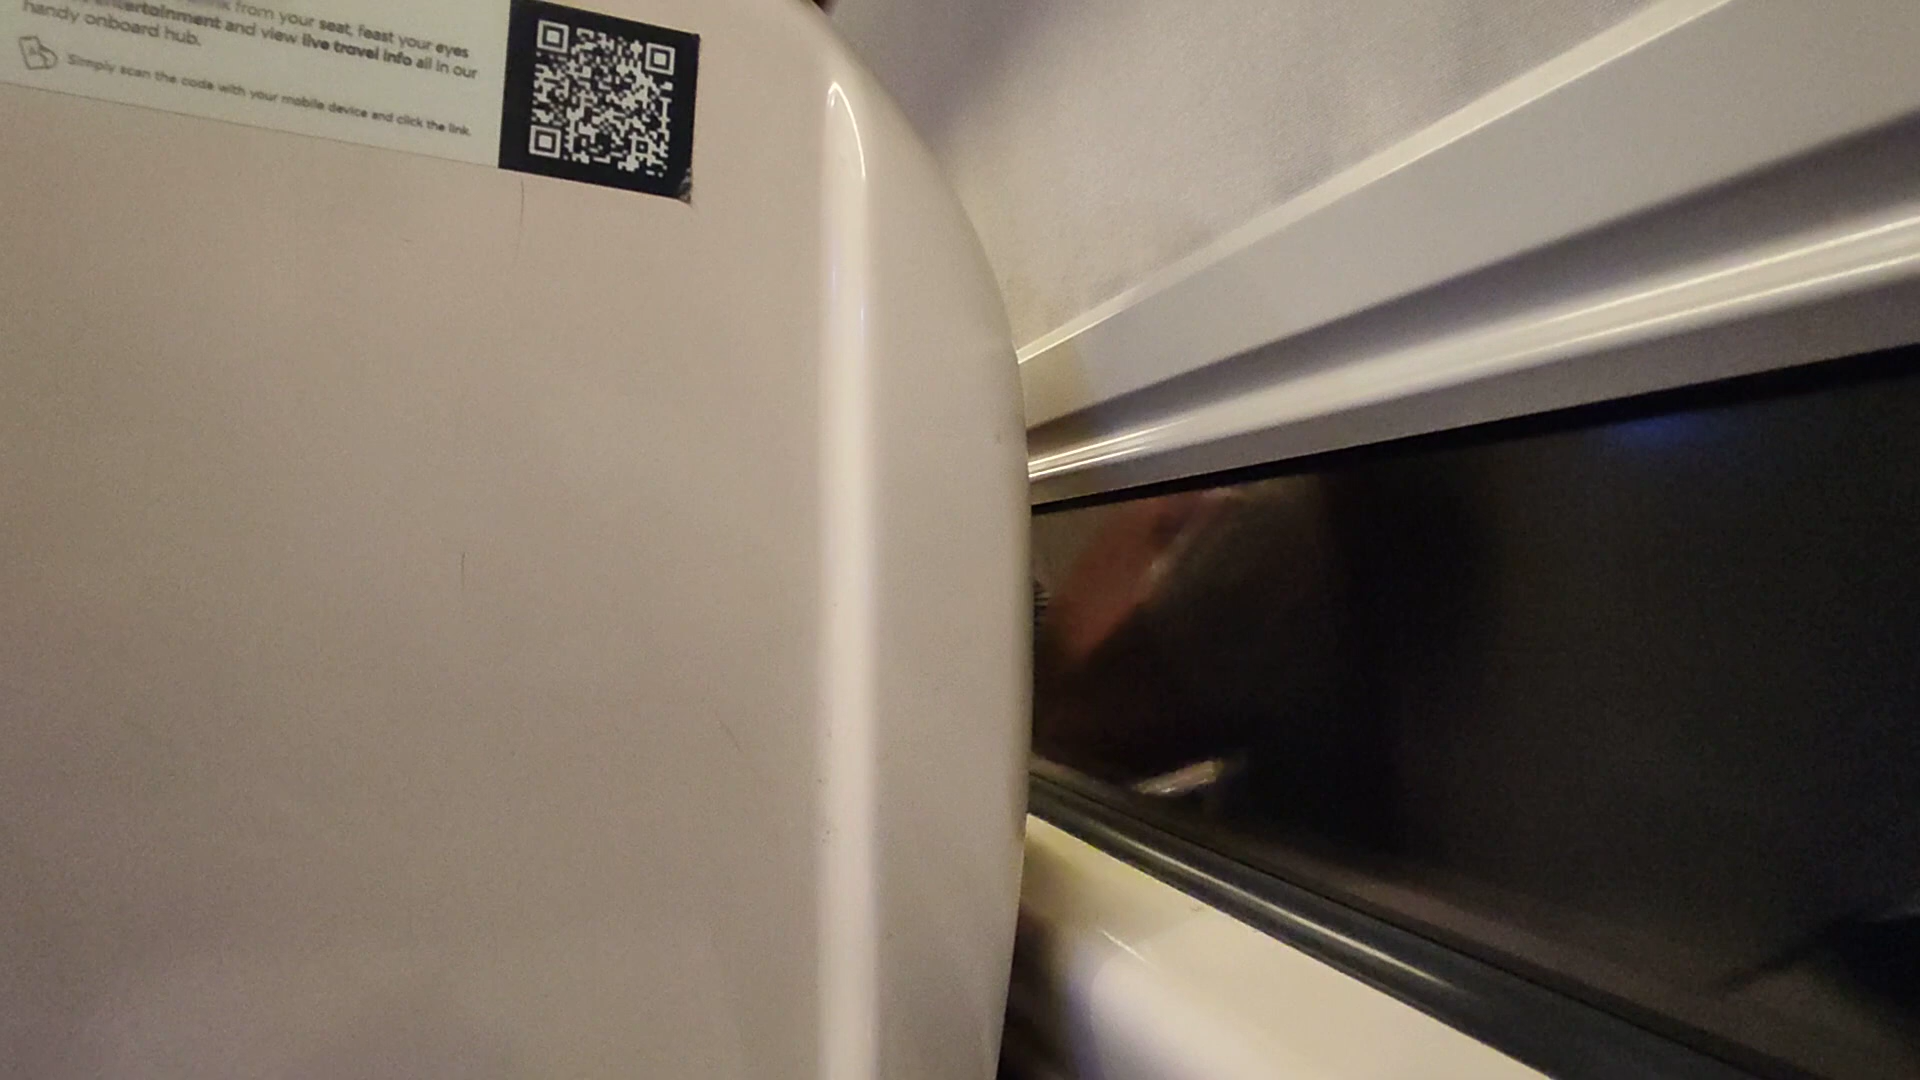 from your seat, feast your eyes
entertainment and view live travel info all in our
handy onboard hub.
Simply scan the code with your mobile device and click the link.